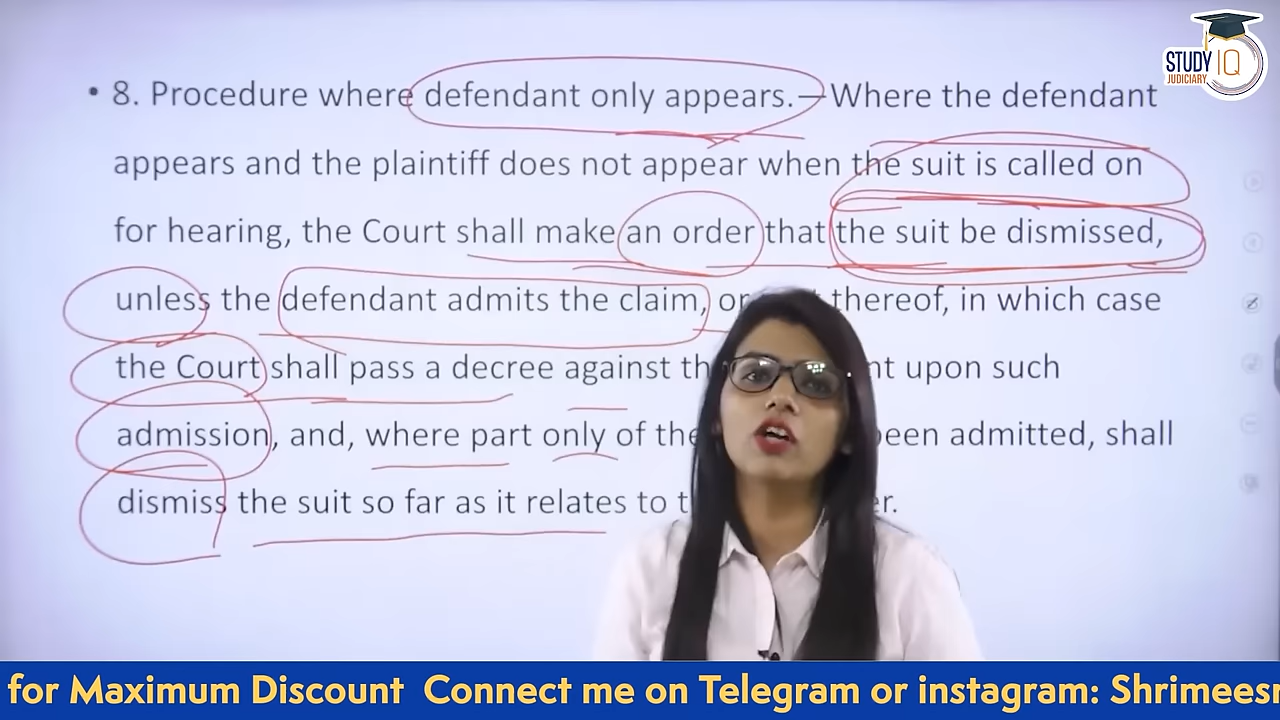 STUDY IQ
JUDICIARY
• 8. Procedure where defendant only appears.—Where the defendant
appears and the plaintiff does not appear when the suit is called on
for hearing, the Court shall make an order that the suit be dismissed,
unless the defendant admits the claim, or thereof, in which case
the Court shall pass a decree against upon such
admission, and, where part only of the been admitted, shall
dismiss the suit so far as it relates to
for Maximum Discount Connect me on Telegram or instagram: Shrimeesr